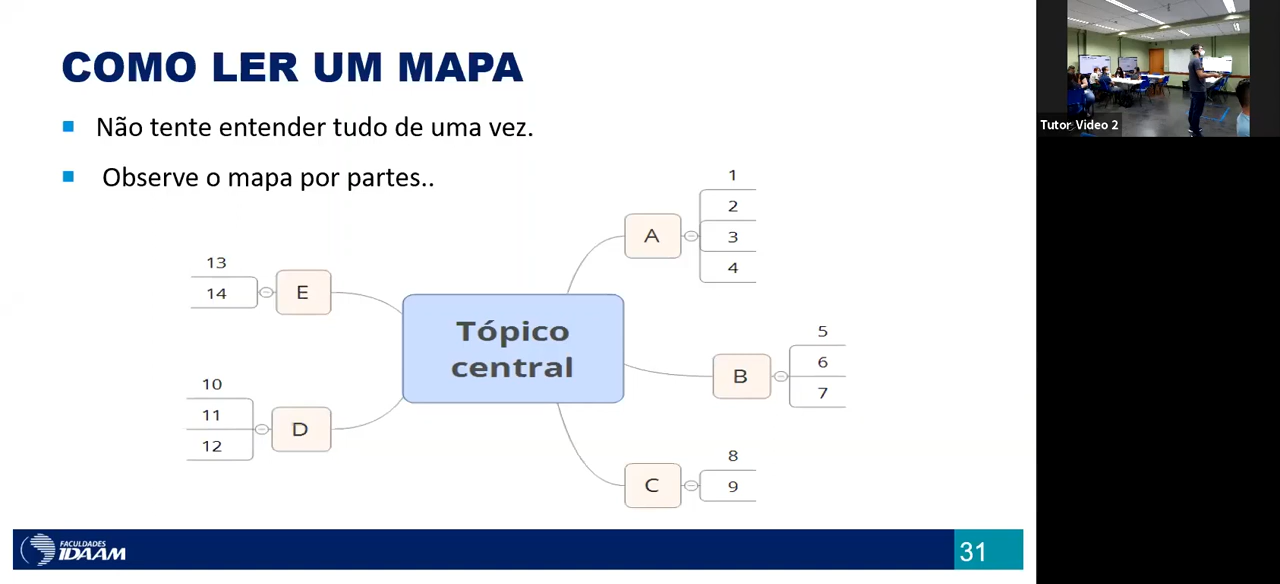 COMO LER UM MAPA
Não tente entender tudo de uma vez.
Observe o mapa por partes..
Tópico
central
A
1
2
3
4
B
5
6
7
C
8
9
D
10
11
12
E
13
14
FACULDADES
IDAAM
31
Tutor Video 2